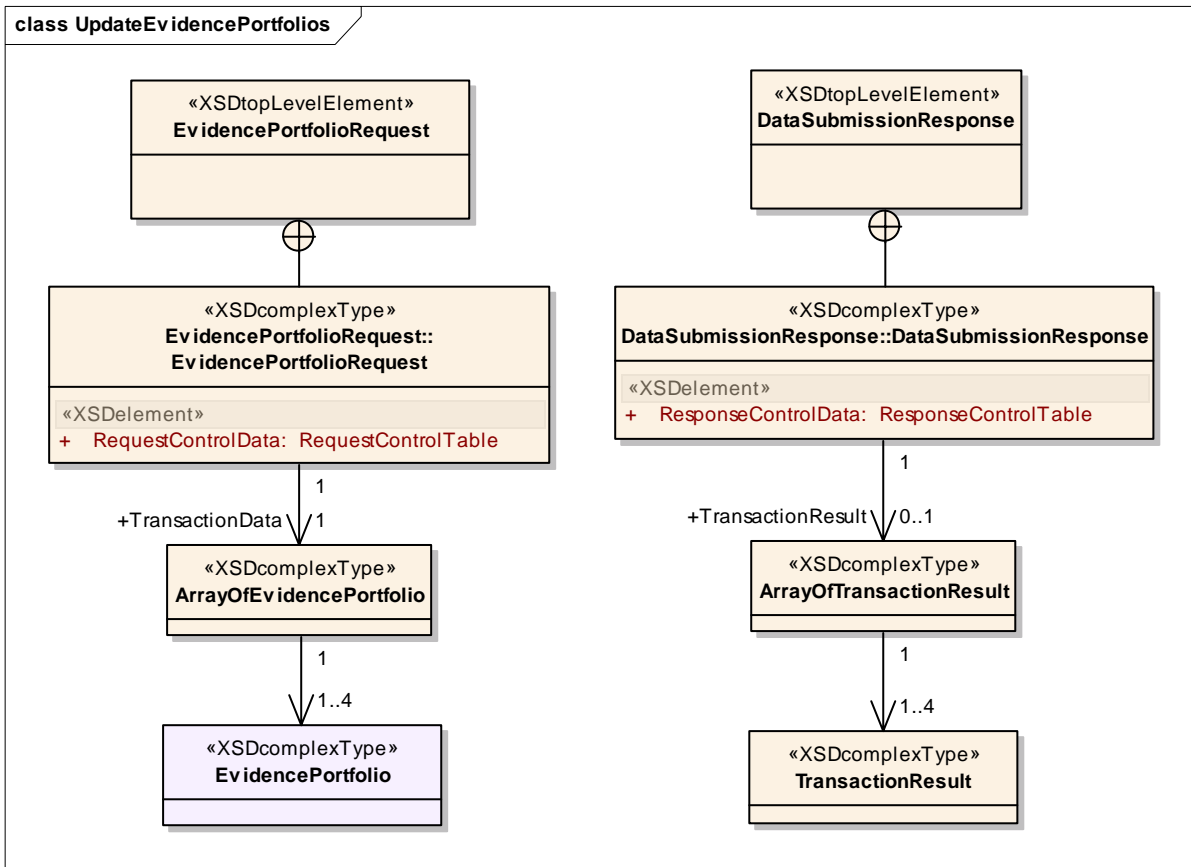 class UpdateEvidencePortfolios
«XSDtopLevelElement»
EvidencePortfolioRequest
«XSDcomplexType»
EvidencePortfolioRequest::
EvidencePortfolioRequest
«XSDelement»
+ RequestControlData: RequestControlTable
1
+TransactionData
1
«XSDcomplexType»
ArrayOfEvidencePortfolio
1
1..4
«XSDcomplexType»
EvidencePortfolio
«XSDtopLevelElement»
DataSubmissionResponse
«XSDcomplexType»
DataSubmissionResponse::DataSubmissionResponse
«XSDelement»
+ ResponseControlData: ResponseControlTable
1
+TransactionResult
0..1
«XSDcomplexType»
ArrayOfTransactionResult
1
1..4
«XSDcomplexType»
TransactionResult